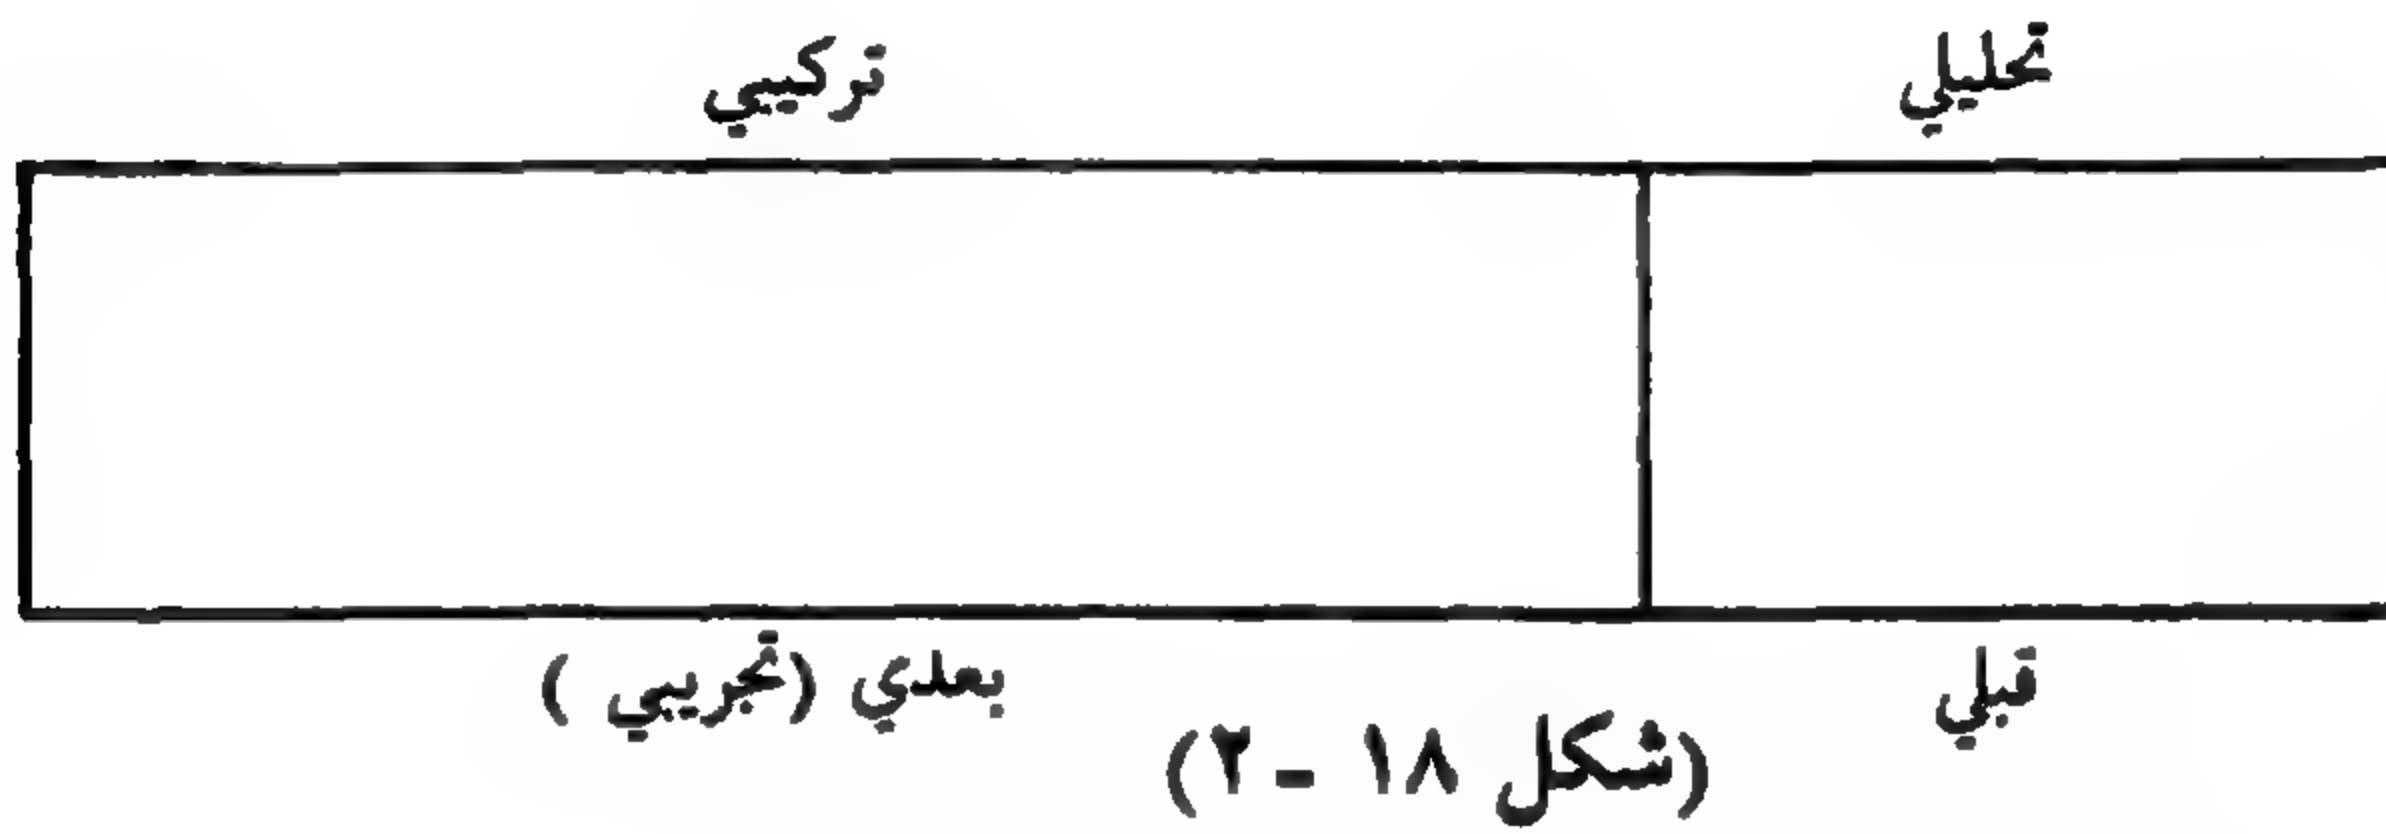 تحليلي
تركيبي
قبلي
بعدي (تجريبي)
(شكل ١٨ - ٢)